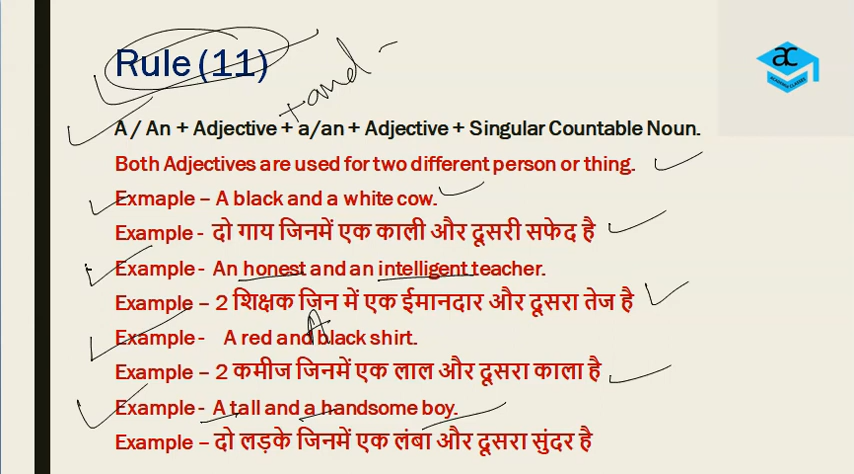 Rule (11)
+ and
A / An + Adjective + a/an + Adjective + Singular Countable Noun.
Both Adjectives are used for two different person or thing.
Exmaple – A black and a white cow.
Example - दो गाय जिनमें एक काली और दूसरी सफेद है
Example - An honest and an intelligent teacher.
Example – 2 शिक्षक जिन में एक ईमानदार और दूसरा तेज है
A
Example - A red and black shirt.
Example – 2 कमीज जिनमें एक लाल और दूसरा काला है
Example - A tall and a handsome boy.
Example – दो लड़के जिनमें एक लंबा और दूसरा सुंदर है
ac